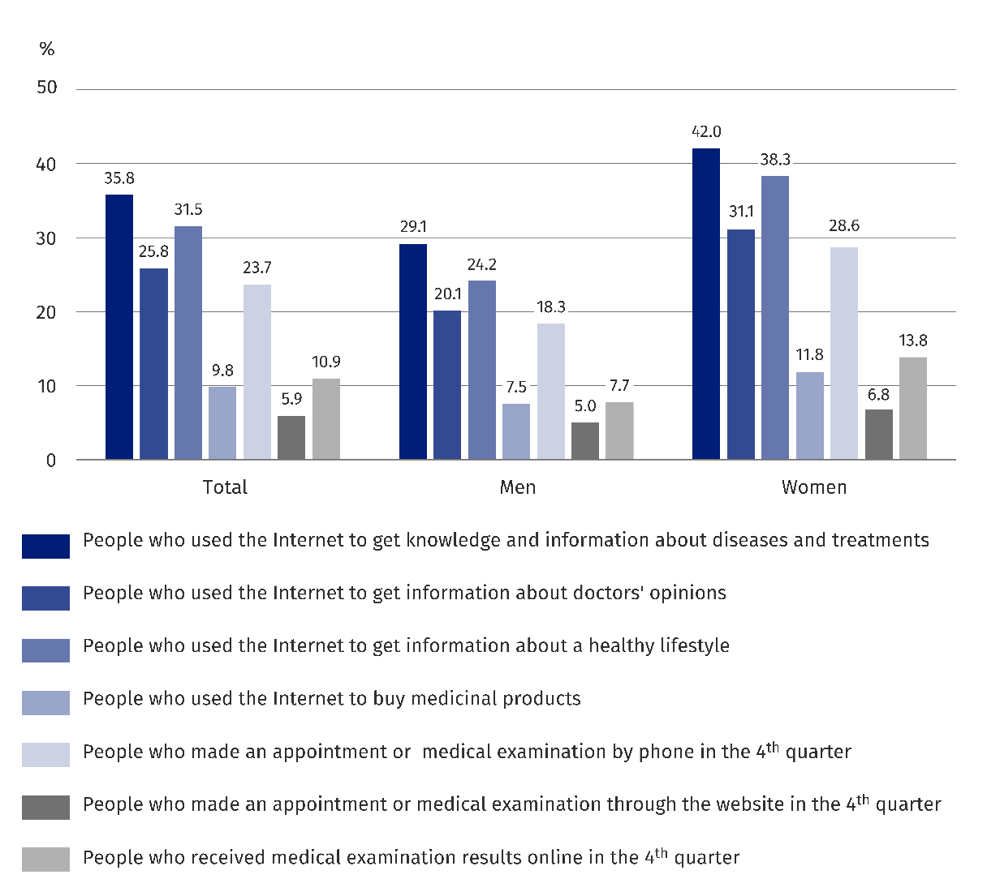 %
50
40
30
20
10
0
35.8
25.8
31.5
9.8
23.7
5.9
10.9
29.1
20.1
24.2
7.5
18.3
5.0
7.7
42.0
31.1
38.3
11.8
28.6
6.8
13.8
Total
Men
Women
People who used the Internet to get knowledge and information about diseases and treatments
People who used the Internet to get information about doctors' opinions
People who used the Internet to get information about a healthy lifestyle
People who used the Internet to buy medicinal products
People who made an appointment or medical examination by phone in the 4th quarter
People who made an appointment or medical examination through the website in the 4th quarter
People who received medical examination results online in the 4th quarter